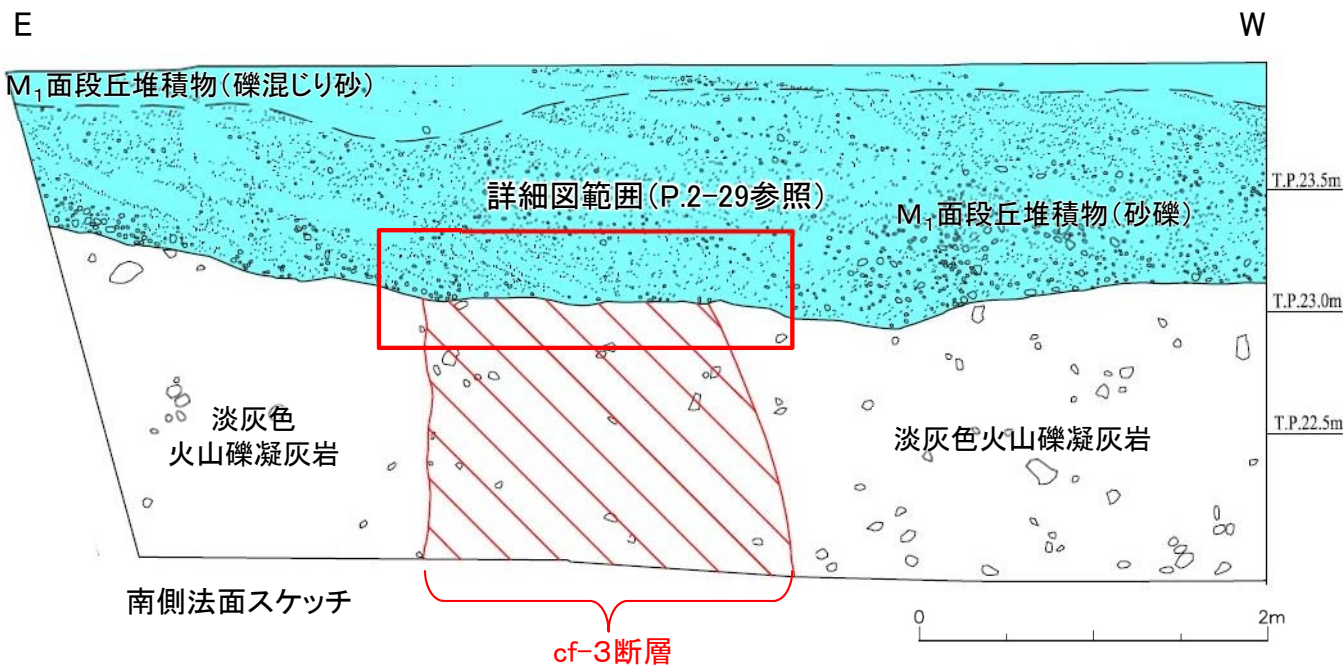 E
W
M₁面段丘堆積物(礫混じり砂)
詳細図範囲(P.2-29参照)
T.P.23.5m
M₁面段丘堆積物(砂礫)
T.P.23.0m
淡灰色
火山礫凝灰岩
淡灰色火山礫凝灰岩
T.P.22.5m
南側法面スケッチ
0
2m
cf-3断層